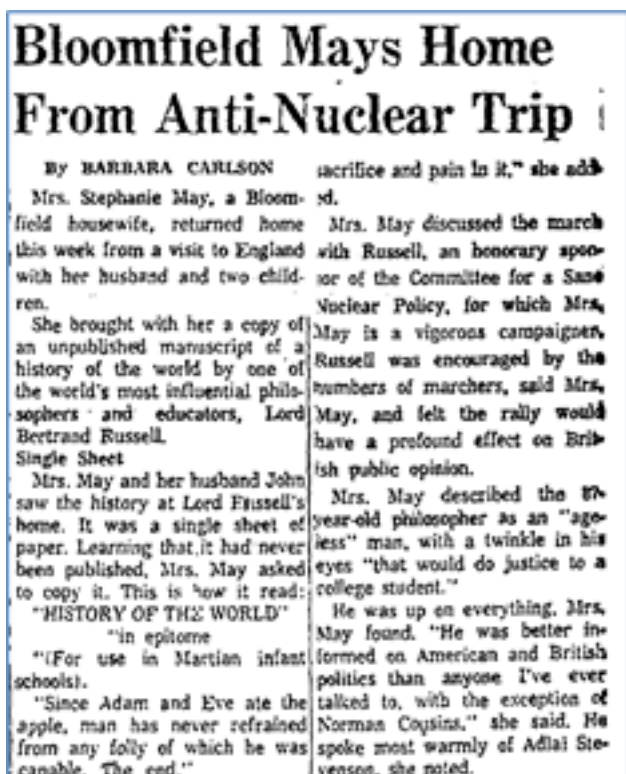 Bloomfield Mays Home
From Anti-Nuclear Trip
By BARBARA CARLSON
Mrs. Stephanie May, a Bloom-
field housewife, returned home
this week from a visit to England
with her husband and two child-
ren.
She brought with her a copy of
an unpublished manuscript of a
history of the world by one of
the world's most influential philo-
sophers and educators, Lord
Bertrand Russell.
Single Sheet
Mrs. May and her husband John
saw the history at Lord Russell's
home. It was a single sheet of
paper. Learning that it had never
been published, Mrs. May asked
to copy it. This is how it read:
"HISTORY OF THE WORLD"
"in epitome
"(For use in Martian infant
schools).
"Since Adam and Eve ate the
apple, man has never refrained
from any folly of which he was
capable. The end."
sacrifice and pain in it," she add-
ed.
Mrs. May discussed the march
with Russell, an honorary spon-
sor of the Committee for a Sane
Nuclear Policy, for which Mrs.
May is a vigorous campaigner.
Russell was encouraged by the
numbers of marchers, said Mrs.
May, and felt the rally would
have a profound effect on Brit-
ish public opinion.
Mrs. May described the 87-
year-old philosopher as an "age-
less" man, with a twinkle in his
eyes "that would do justice to a
college student."
He was up on everything, Mrs.
May found. "He was better in-
formed on American and British
politics than anyone I've ever
talked to, with the exception of
Norman Cousins," she said. He
spoke most warmly of Adlai Ste-
venson, she noted.